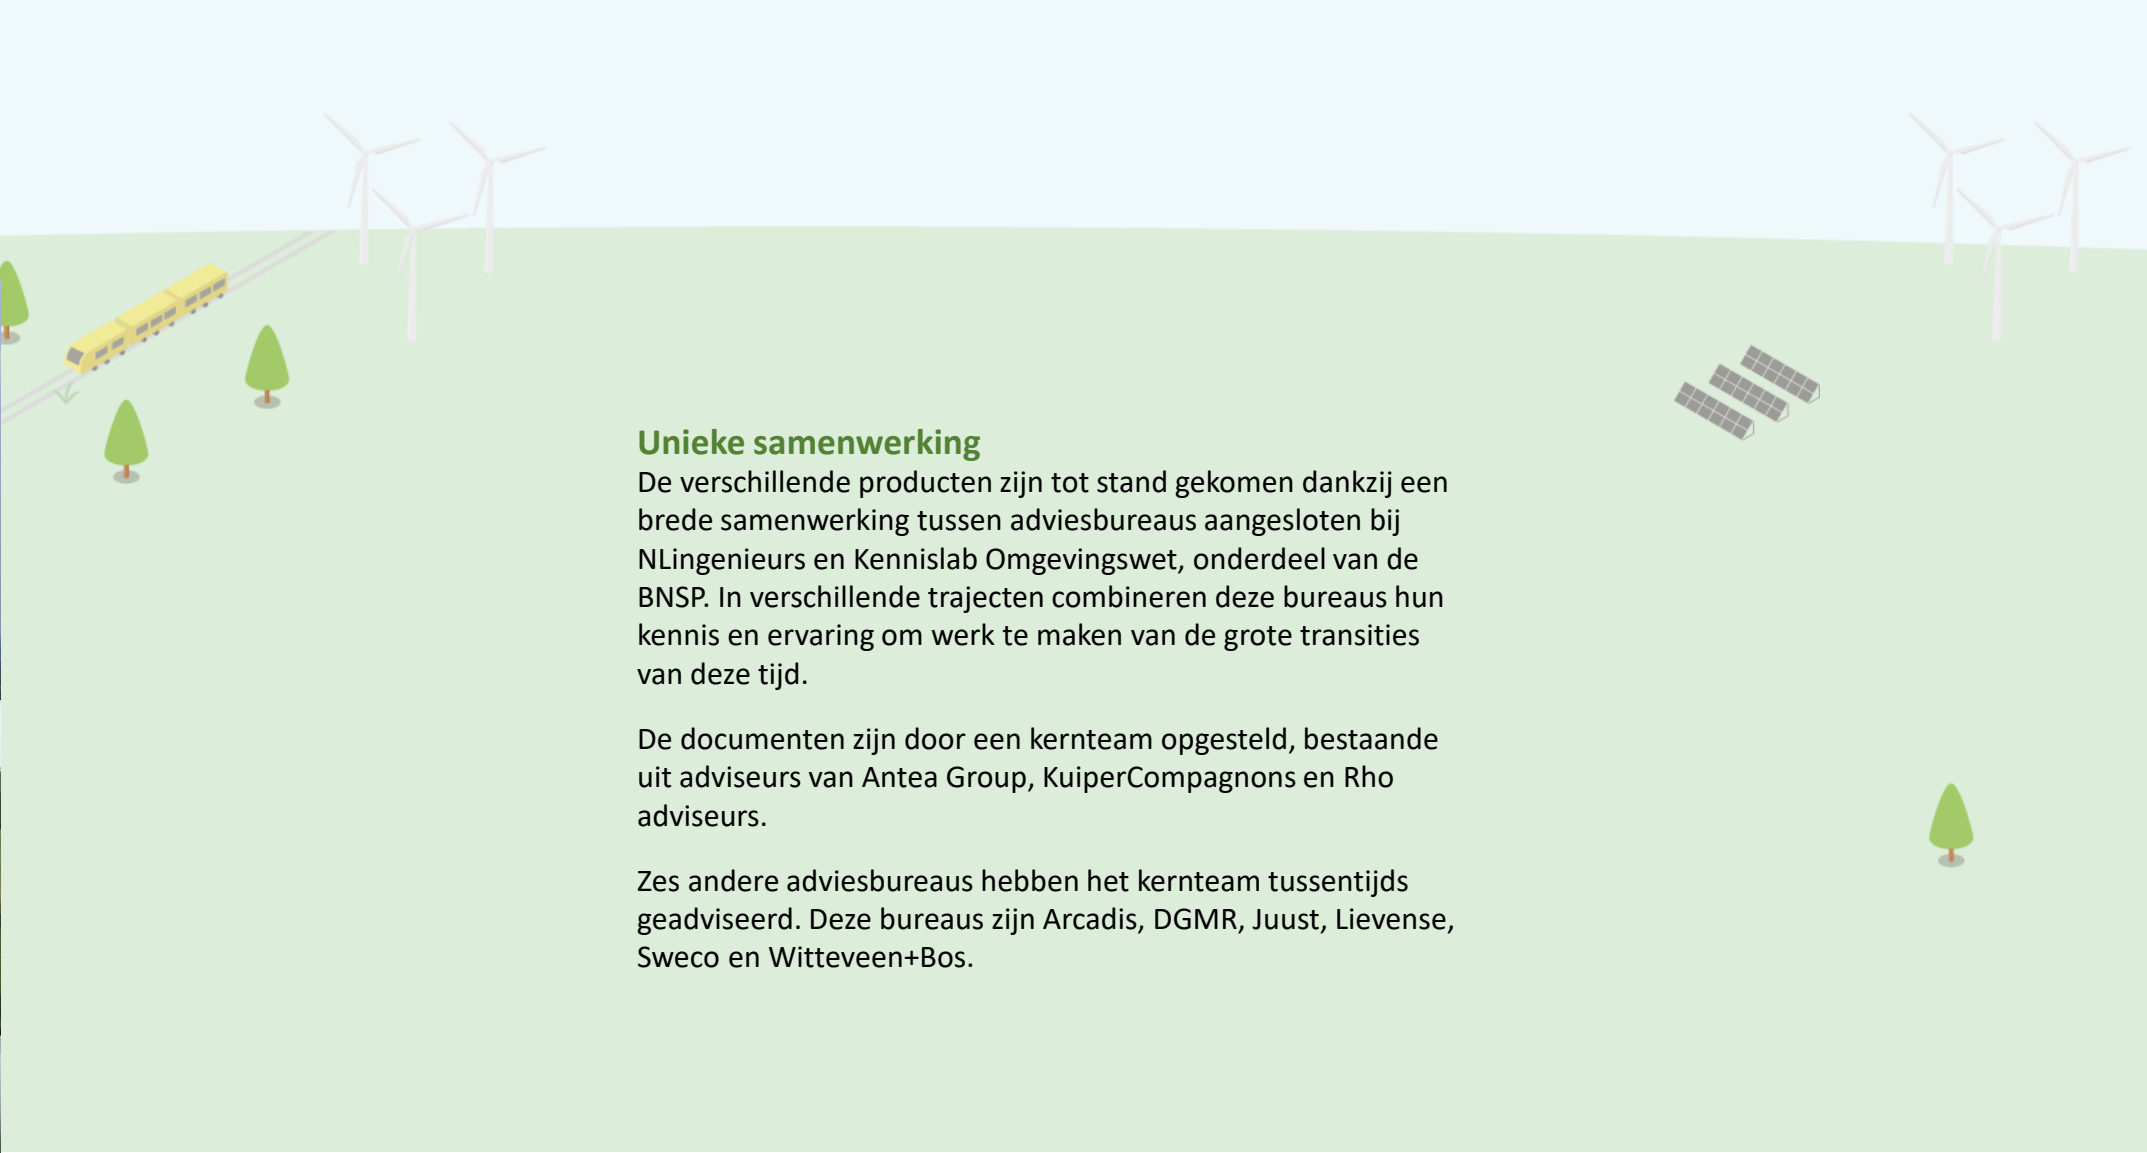 Unieke samenwerking
De verschillende producten zijn tot stand gekomen dankzij een
brede samenwerking tussen adviesbureaus aangesloten bij
NLingenieurs en Kennislab Omgevingswet, onderdeel van de
BNSP. In verschillende trajecten combineren deze bureaus hun
kennis en ervaring om werk te maken van de grote transities
van deze tijd.
De documenten zijn door een kernteam opgesteld, bestaande
uit adviseurs van Antea Group, KuiperCompagnons en Rho
adviseurs.
Zes andere adviesbureaus hebben het kernteam tussentijds
geadviseerd. Deze bureaus zijn Arcadis, DGMR, Juust, Lievense,
Sweco en Witteveen+Bos.